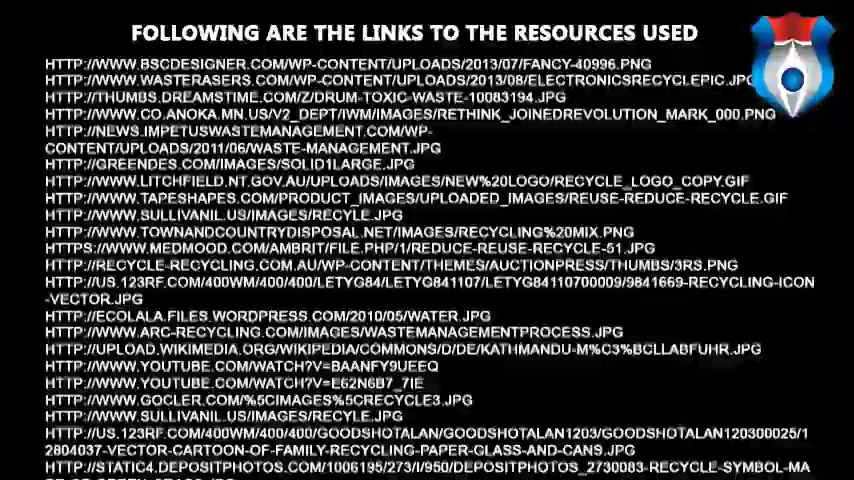 FOLLOWING ARE THE LINKS TO THE RESOURCES USED
HTTP://WWW.BSCDESIGNER.COM/WP-CONTENT/UPLOADS/2013/07/FANCY-40996.PNG
HTTP://WWW.WASTERASERS.COM/WP-CONTENT/UPLOADS/2013/08/ELECTRONICSRECYCLEPIC.JPG
HTTP://THUMBS.DREAMSTIME.COM/Z/DRUM-TOXIC-WASTE-10083194.JPG
HTTP://WWW.CO.ANOKA.MN.US/V2_DEPT/IWM/IMAGES/RETHINK_JOINEDREVOLUTION_MARK_000.PNG
HTTP://NEWS.IMPETUSWASTEMANAGEMENT.COM/WP-
CONTENT/UPLOADS/2011/06/WASTE-MANAGEMENT.JPG
HTTP://GREENDES.COM/IMAGES/SOLID1LARGE.JPG
HTTP://WWW.LITCHFIELD.NT.GOV.AU/UPLOADS/IMAGES/NEW%20LOGO/RECYCLE_LOGO_COPY.GIF
HTTP://WWW.TAPESHAPES.COM/PRODUCT_IMAGES/UPLOADED_IMAGES/REUSE-REDUCE-RECYCLE.GIF
HTTP://WWW.SULLIVANIL.US/IMAGES/RECYLE.JPG
HTTP://WWW.TOWNANDCOUNTRYDISPOSAL.NET/IMAGES/RECYCLING%20MIX.PNG
HTTPS://WWW.MEDMOOD.COM/AMBRIT/FILE.PHP/1/REDUCE-REUSE-RECYCLE-51.JPG
HTTP://RECYCLE-RECYCLING.COM.AU/WP-CONTENT/THEMES/AUCTIONPRESS/THUMBS/3RS.PNG
HTTP://US.123RF.COM/400WM/400/400/LETYG84/LETYG841107/LETYG84110700009/9841669-RECYCLING-ICON
-VECTOR.JPG
HTTP://ECOLALA.FILES.WORDPRESS.COM/2010/05/WATER.JPG
HTTP://WWW.ARC-RECYCLING.COM/IMAGES/WASTEMANAGEMENTPROCESS.JPG
HTTP://UPLOAD.WIKIMEDIA.ORG/WIKIPEDIA/COMMONS/D/DE/KATHMANDU-M%C3%BCLLABFUHR.JPG
HTTP://WWW.YOUTUBE.COM/WATCH?V=BAANFY9UEEQ
HTTP://WWW.YOUTUBE.COM/WATCH?V=E62N6B7_7IE
HTTP://WWW.GOCLER.COM/%5CIMAGES%5CRECYCLE3.JPG
HTTP://WWW.SULLIVANIL.US/IMAGES/RECYLE.JPG
HTTP://US.123RF.COM/400WM/400/400/GOODSHOTALAN/GOODSHOTALAN1203/GOODSHOTALAN120300025/1
2804037-VECTOR-CARTOON-OF-FAMILY-RECYCLING-PAPER-GLASS-AND-CANS.JPG
HTTP://STATIC4.DEPOSITPHOTOS.COM/1006195/273/I/950/DEPOSITPHOTOS_2730083-RECYCLE-SYMBOL-MA